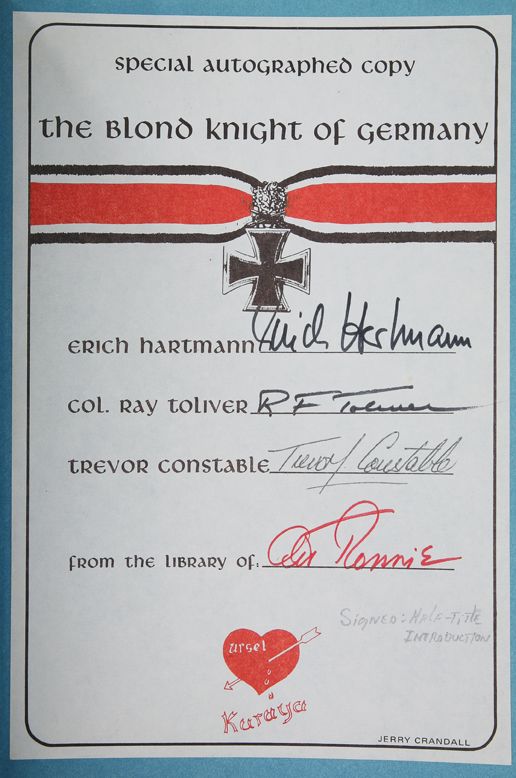 SPECIAL AUTOGRAPHED COPY
THE BLOND KNIGHT OF GERMANY
ERICH HARTMANN Erich Hartmann
COL. RAY TOLIVER R F Toliver
TREVOR CONSTABLE Trevor Constable
FROM THE LIBRARY OF: Ronnie
SIGNED: HALF-TITLE
INTRODUCTION
Ursel
Karaya
JERRY CRANDALL